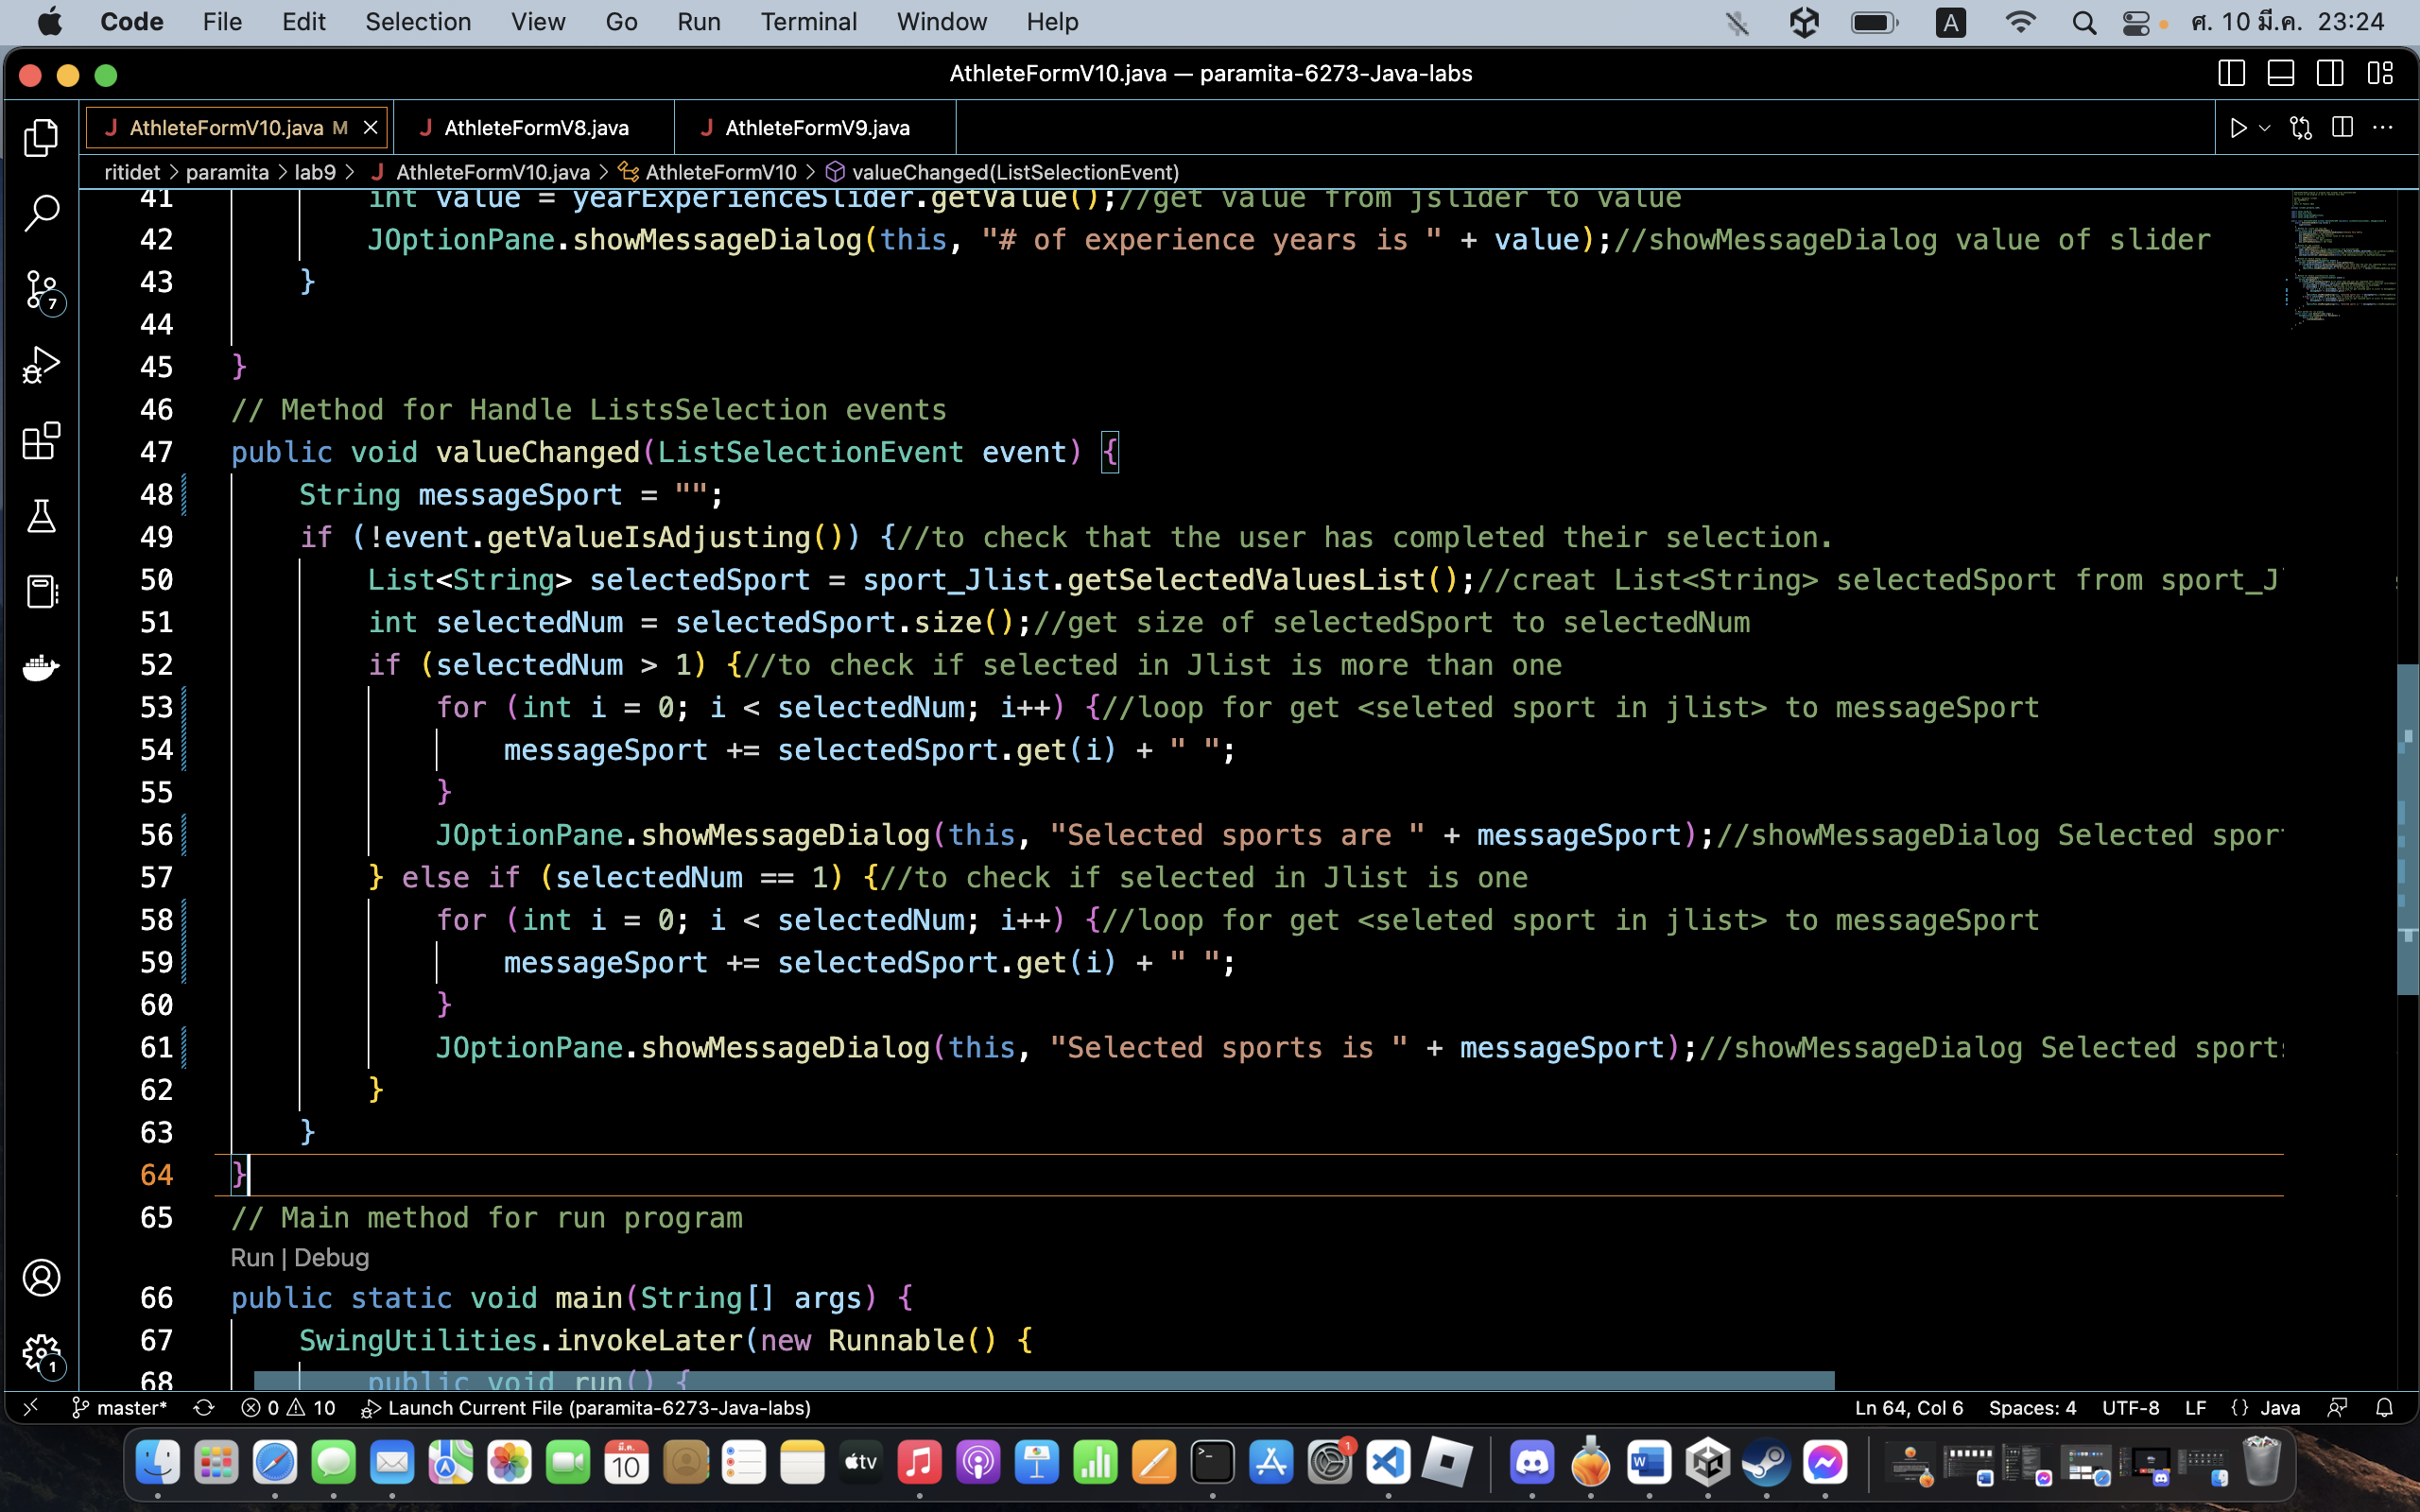 Code File Edit Selection View Go Run Terminal Window Help A ศ. 10 มี.ค. 23:24
AthleteFormV10.java — paramita-6273-Java-labs
J AthleteFormV10.java M J AthleteFormV8.java J AthleteFormV9.java
ritidet > paramita > lab9 > J AthleteFormV10.java > AthleteFormV10 > valueChanged(ListSelectionEvent)
41 int value = yearExperienceSlider.getValue();//get value from jslider to value
42 JOptionPane.showMessageDialog(this, "# of experience years is " + value);//showMessageDialog value of slider
43 }
44
45 }
46 // Method for Handle ListsSelection events
47 public void valueChanged(ListSelectionEvent event) {
48 String messageSport = "";
49 if (!event.getValueIsAdjusting()) {//to check that the user has completed their selection.
50 List<String> selectedSport = sport_Jlist.getSelectedValuesList();//creat List<String> selectedSport from
51 int selectedNum = selectedSport.size();//get size of selectedSport to selectedNum
52 if (selectedNum > 1) {//to check if selected in Jlist is more than one
53 for (int i = 0; i < selectedNum; i++) {//loop for get <seleted sport in jlist> to messageSport
54 messageSport += selectedSport.get(i) + " ";
55 }
56 JOptionPane.showMessageDialog(this, "Selected sports are " + messageSport);//showMessageDialog Selected
57 } else if (selectedNum == 1) {//to check if selected in Jlist is one
58 for (int i = 0; i < selectedNum; i++) {//loop for get <seleted sport in jlist> to messageSport
59 messageSport += selectedSport.get(i) + " ";
60 }
61 JOptionPane.showMessageDialog(this, "Selected sports is " + messageSport);//showMessageDialog Selected
62 }
63 }
64 }
65 // Main method for run program
Run | Debug
66 public static void main(String[] args) {
67 SwingUtilities.invokeLater(new Runnable() {
68 public void run() {
7
1
master* 0 10 Launch Current File (paramita-6273-Java-labs) Ln 64, Col 6 Spaces: 4 UTF-8 LF {} Java
มี.ค.
10
tv
1
W